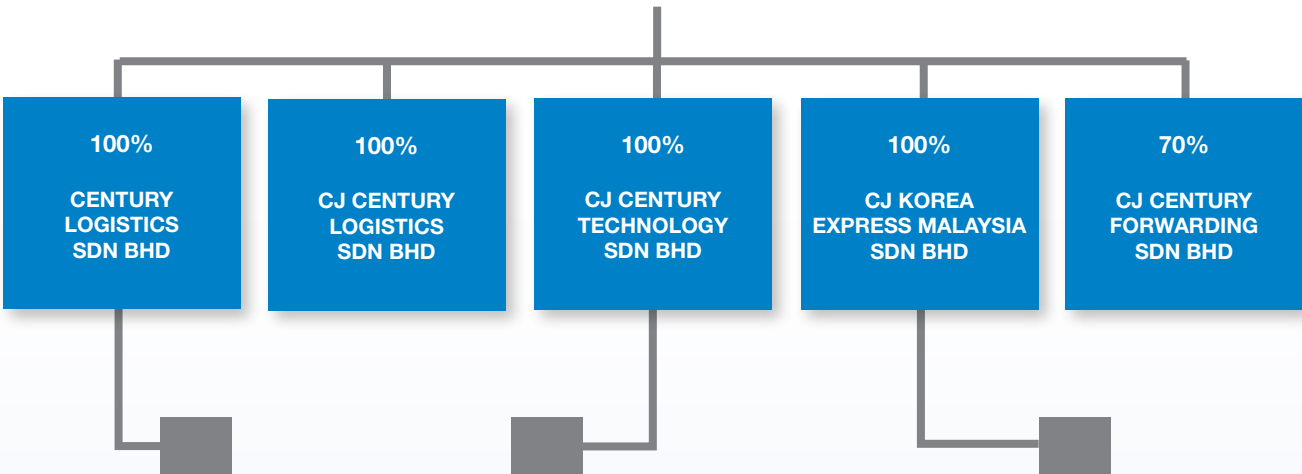 100%
CENTURY
LOGISTICS
SDN BHD
100%
CJ CENTURY
LOGISTICS
SDN BHD
100%
CJ CENTURY
TECHNOLOGY
SDN BHD
100%
CJ KOREA
EXPRESS MALAYSIA
SDN BHD
70%
CJ CENTURY
FORWARDING
SDN BHD